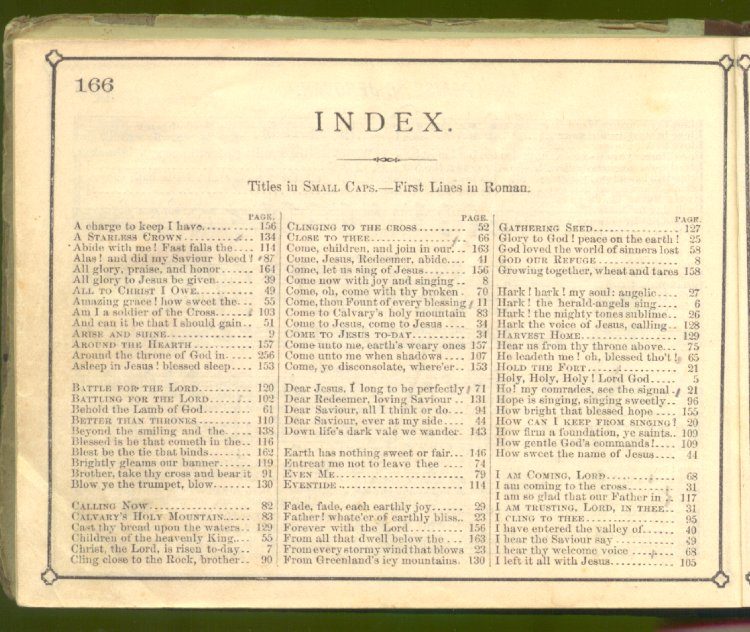 166
INDEX.
Titles in SMALL CAPS.—First Lines in Roman.
PAGE.
A charge to keep I have.......... 156
A STARLESS CROWN.............. 134
Abide with me! Fast falls the.... 114
Alas! and did my Saviour bleed! 87
All glory, praise, and honor....... 164
All glory to Jesus be given........ 39
ALL TO CHRIST I OWE............ 49
Amazing grace! how sweet the... 55
Am I a soldier of the Cross...... 103
And can it be that I should gain.. 51
ARISE AND SHINE................. 9
AROUND THE HEARTH............ 157
Around the throne of God in..... 256
Asleep in Jesus! blessed sleep.... 153
BATTLE FOR THE LORD.......... 120
BATTLING FOR THE LORD........ 102
Behold the Lamb of God.......... 61
BETTER THAN THRONES.......... 110
Beyond the smiling and the...... 138
Blessed is he that cometh in the.. 116
Blest be the tie that binds........ 162
Brightly gleams our banner....... 119
Brother, take thy cross and bear it 91
Blow ye the trumpet, blow........ 130
CALLING NOW.................... 82
CALVARY'S HOLY MOUNTAIN...... 83
Cast thy bread upon the waters.. 129
Children of the heavenly King.... 55
Christ, the Lord, is risen to-day.. 7
Cling close to the Rock, brother.. 90
PAGE.
CLINGING TO THE CROSS......... 52
CLOSE TO THEE.................. 66
Come, children, and join in our.. 163
Come, Jesus, Redeemer, abide.... 41
Come, let us sing of Jesus........ 156
Come now with joy and singing.. 8
Come, oh, come with thy broken . 70
Come, thou Fount of every blessing 11
Come to Calvary's holy mountain 83
Come to Jesus, come to Jesus .... 34
COME TO JESUS TO-DAY.......... 34
Come unto me, earth's weary ones 157
Come unto me when shadows.... 107
Come, ye disconsolate, where'er.. 153
Dear Jesus, I long to be perfectly 71
Dear Redeemer, loving Saviour .. 131
Dear Saviour, all I think or do... 94
Dear Saviour, ever at my side.... 44
Down life's dark vale we wander. 143
Earth has nothing sweet or fair... 146
Entreat me not to leave thee .... 74
EVEN ME......................... 79
EVENTIDE ....................... 114
Fade, fade, each earthly joy...... 29
Father! whate'er of earthly bliss.. 23
Forever with the Lord............ 156
From all that dwell below the ... 163
From every stormy wind that blows 23
From Greenland's icy mountains. 130
PAGE.
GATHERING SEED................ 127
Glory to God! peace on the earth! 25
God loved the world of sinners lost 58
GOD OUR REFUGE ............... 8
Growing together, wheat and tares 158
Hark! hark! my soul: angelic.... 27
Hark! the herald-angels sing..... 6
Hark! the mighty tones sublime.. 26
Hark the voice of Jesus, calling.. 128
HARVEST HOME.................. 129
Hear us from thy throne above... 75
He leadeth me! oh, blessed tho't! 65
HOLD THE FORT................. 21
Holy, Holy, Holy! Lord God..... 5
Ho! my comrades, see the signal . 21
Hope is singing, singing sweetly.. 96
How bright that blessed hope .... 155
HOW CAN I KEEP FROM SINGING? 20
How firm a foundation, ye saints.. 109
How gentle God's commands!.... 109
How sweet the name of Jesus.... 44
I AM COMING, LORD............. 68
I am coming to the cross......... 31
I am so glad that our Father in .. 117
I AM TRUSTING, LORD, IN THEE.. 31
I CLING TO THEE................ 95
I have entered the valley of...... 40
I hear the Saviour say ........... 49
I hear thy welcome voice ........ 68
I left it all with Jesus............ 105